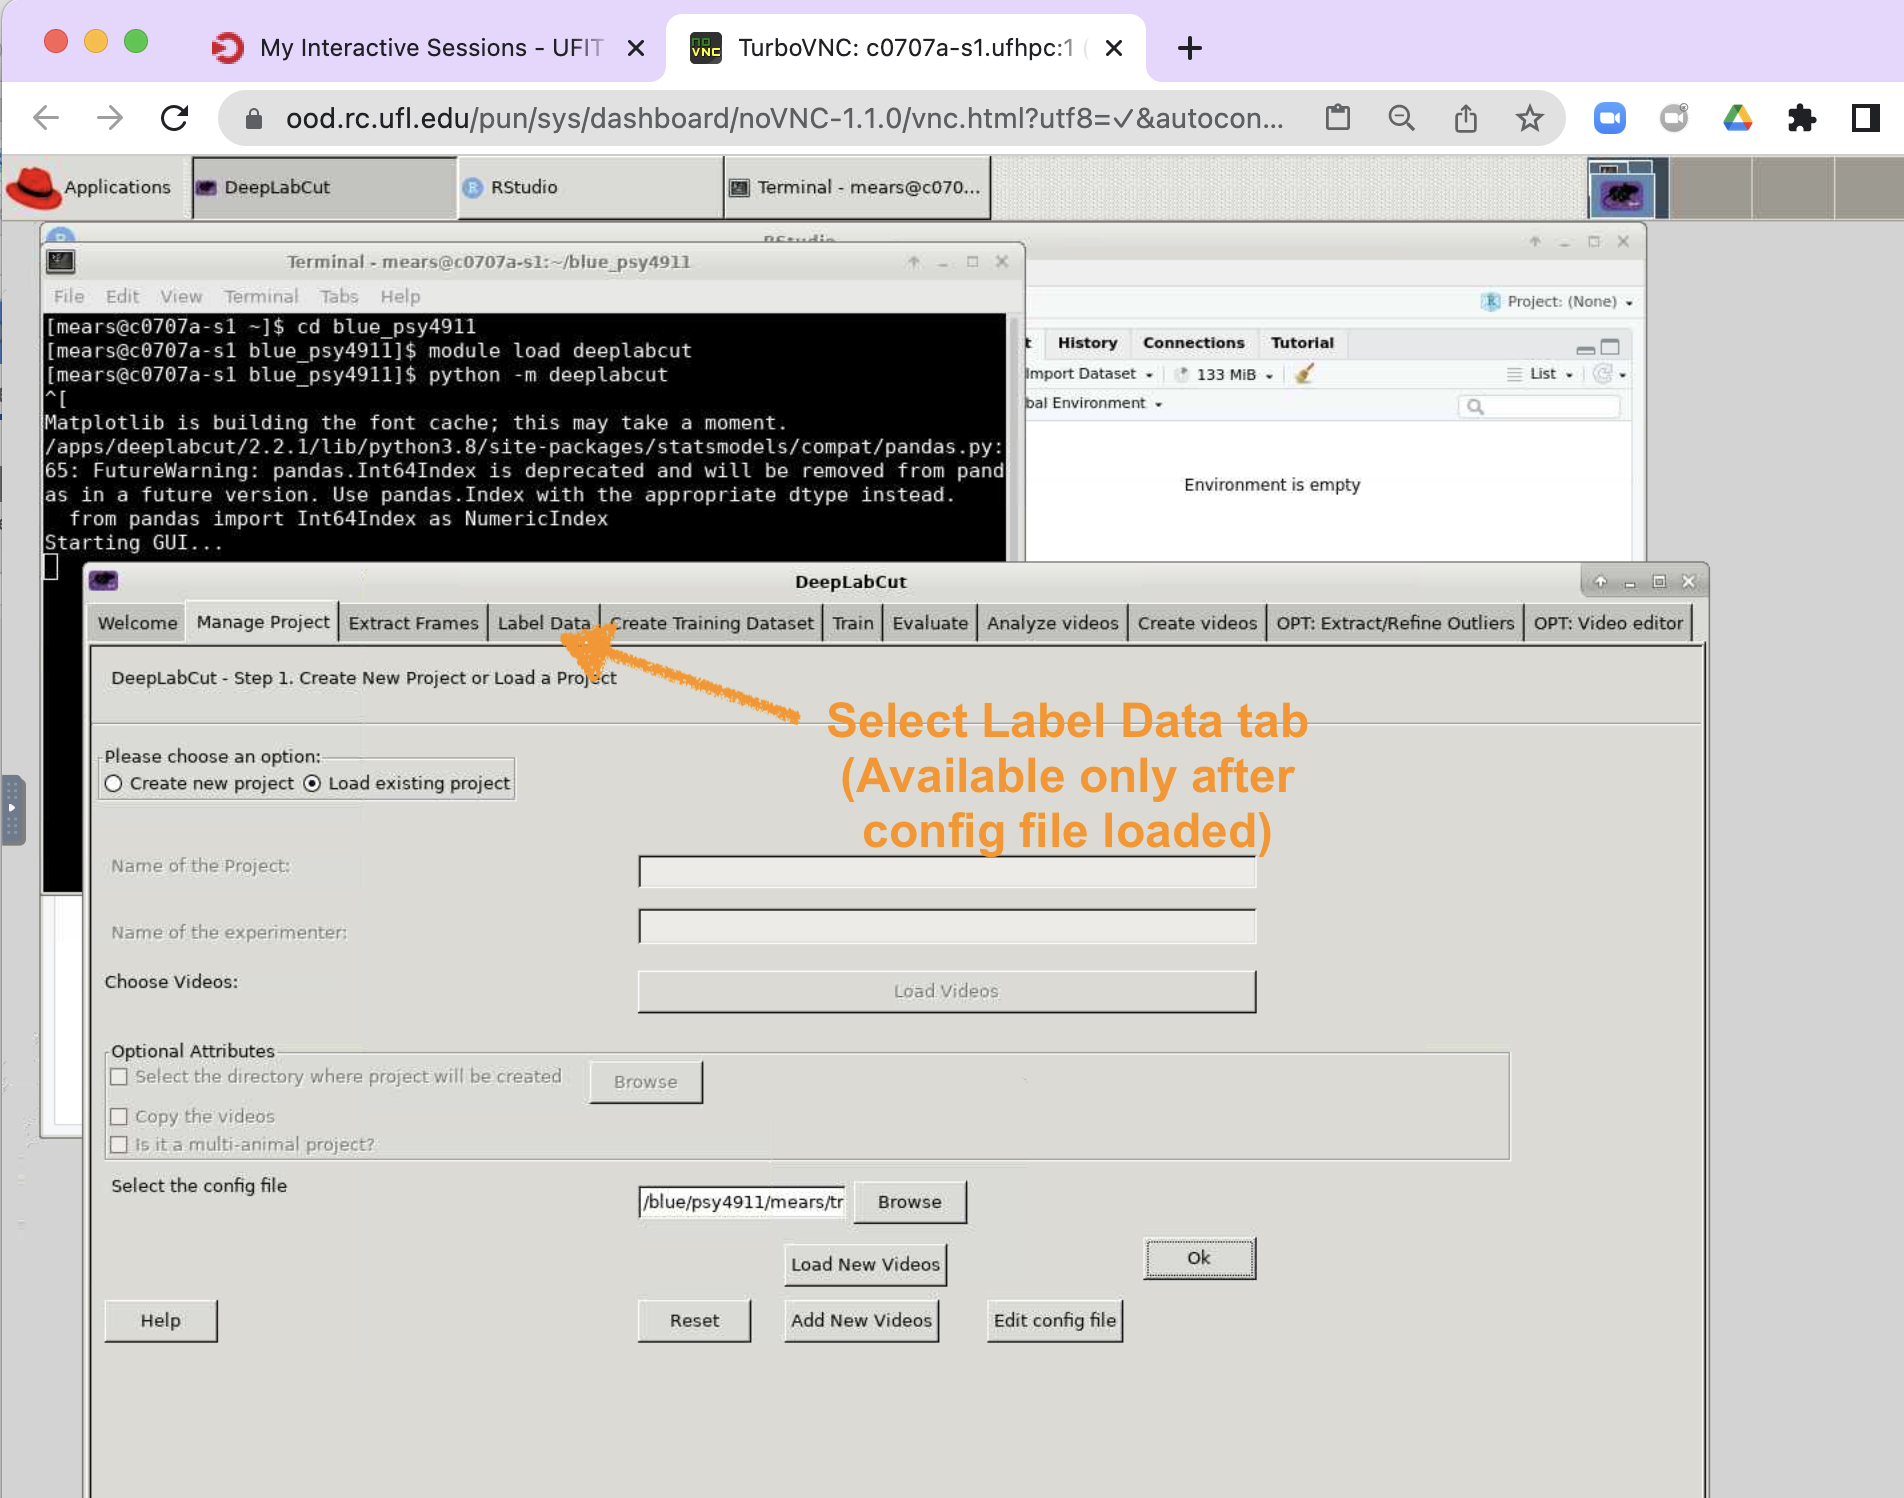 My Interactive Sessions - UFIT
TurboVNC: c0707a-s1.ufhpc:1 (
ood.rc.ufl.edu/pun/sys/dashboard/noVNC-1.1.0/vnc.html?utf8=✓&autocon...
Applications
DeepLabCut
RStudio
Terminal - mears@c070...
RStudio
Terminal - mears@c0707a-s1:~/blue_psy4911
File Edit View Terminal Tabs Help
Project: (None)
[mears@c0707a-s1 ~]$ cd blue_psy4911
[mears@c0707a-s1 blue_psy4911]$ module load deeplabcut
[mears@c0707a-s1 blue_psy4911]$ python -m deeplabcut
^[
Matplotlib is building the font cache; this may take a moment.
/apps/deeplabcut/2.2.1/lib/python3.8/site-packages/statsmodels/compat/pandas.py:
65: FutureWarning: pandas.Int64Index is deprecated and will be removed from pand
as in a future version. Use pandas.Index with the appropriate dtype instead.
from pandas import Int64Index as NumericIndex
Starting GUI...
t History Connections Tutorial
Import Dataset 133 MiB List
bal Environment
Environment is empty
DeepLabCut
Welcome Manage Project Extract Frames Label Data Create Training Dataset Train Evaluate Analyze videos Create videos OPT: Extract/Refine Outliers OPT: Video editor
DeepLabCut - Step 1. Create New Project or Load a Project
Select Label Data tab
(Available only after
config file loaded)
Please choose an option:
Create new project Load existing project
Name of the Project:
Name of the experimenter:
Choose Videos:
Load Videos
Optional Attributes
Select the directory where project will be created Browse
Copy the videos
Is it a multi-animal project?
Select the config file
/blue/psy4911/mears/tr Browse
Load New Videos
Ok
Help Reset Add New Videos Edit config file